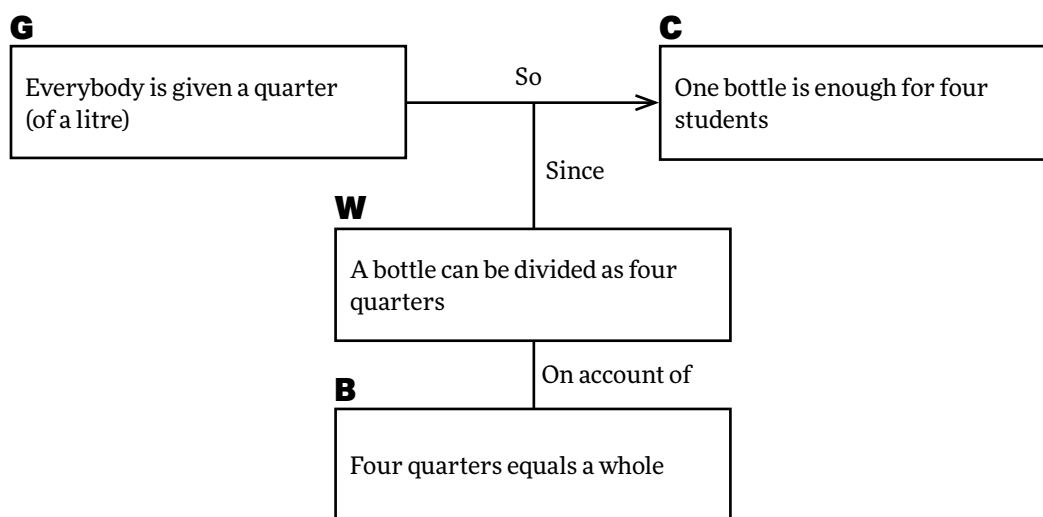 G
Everybody is given a quarter
(of a litre)
So
C
One bottle is enough for four
students
Since
W
A bottle can be divided as four
quarters
On account of
B
Four quarters equals a whole